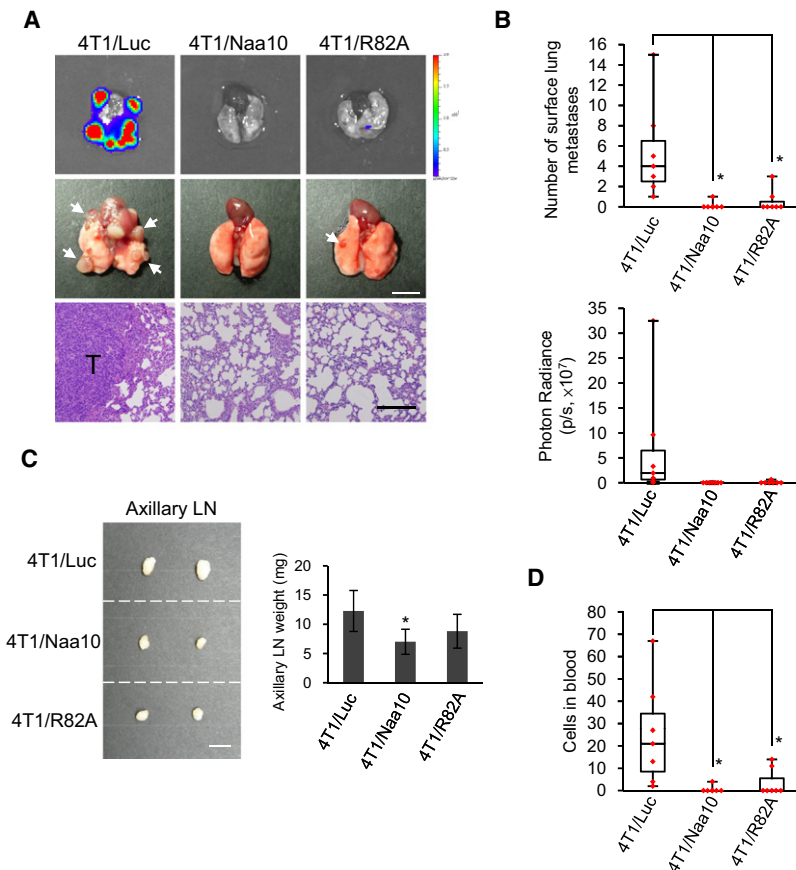 A
4T1/Luc
4T1/Naa10
4T1/R82A
T
B
Number of surface lung
metastases
16
14
12
10
8
6
4
2
0
*
*
4T1/Luc
4T1/Naa10
4T1/R82A
Photon Radiance
(p/s, ×10⁷)
35
30
25
20
15
10
5
0
4T1/Luc
4T1/Naa10
4T1/R82A
C
Axillary LN
4T1/Luc
4T1/Naa10
4T1/R82A
Axillary LN weight (mg)
20
15
10
5
0
*
4T1/Luc
4T1/Naa10
4T1/R82A
D
Cells in blood
80
70
60
50
40
30
20
10
0
*
*
4T1/Luc
4T1/Naa10
4T1/R82A